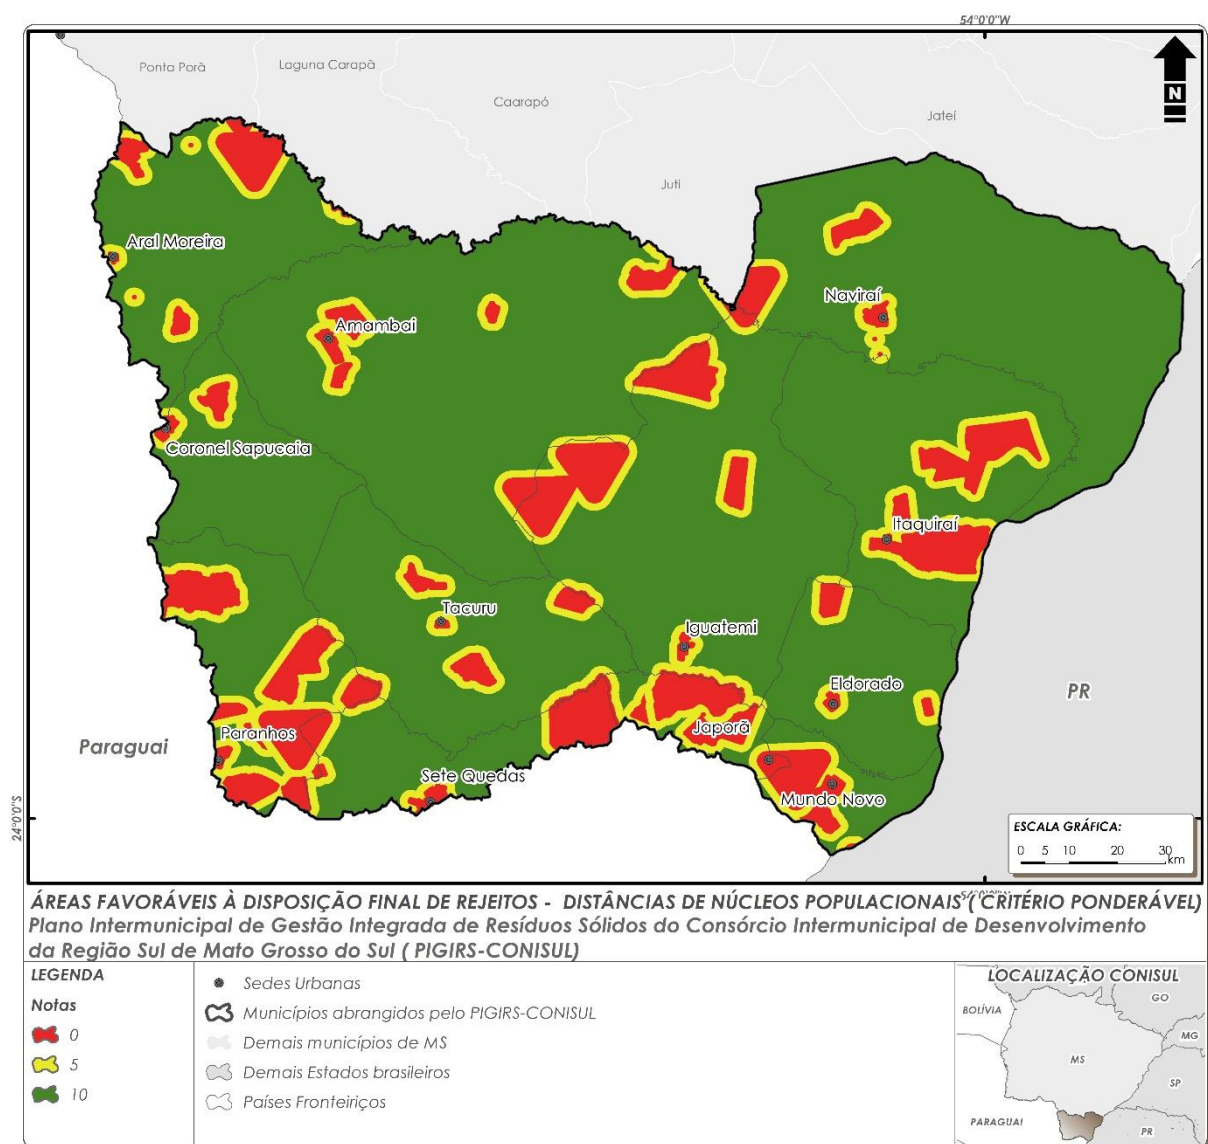 54°0'0"W
Ponta Porã
Laguna Carapã
Caarapó
Jateí
Juti
N
Aral Moreira
Naviraí
Amambai
Coronel Sapucaia
Itaquiraí
Tacuru
Iguatemi
Eldorado
PR
Japorã
Paraguai
Paranhos
Sete Quedas
Mundo Novo
24°0'0"S
ESCALA GRÁFICA:
0 5 10 20 30
km
54°0'0"W
ÁREAS FAVORÁVEIS À DISPOSIÇÃO FINAL DE REJEITOS - DISTÂNCIAS DE NÚCLEOS POPULACIONAIS ( CRITÉRIO PONDERÁVEL)
Plano Intermunicipal de Gestão Integrada de Resíduos Sólidos do Consórcio Intermunicipal de Desenvolvimento
da Região Sul de Mato Grosso do Sul ( PIGIRS-CONISUL)
LEGENDA
Notas
0
5
10
Sedes Urbanas
Municípios abrangidos pelo PIGIRS-CONISUL
Demais municípios de MS
Demais Estados brasileiros
Países Fronteiriços
LOCALIZAÇÃO CONISUL
GO
BOLÍVIA
MG
MS
SP
PARAGUAI
PR